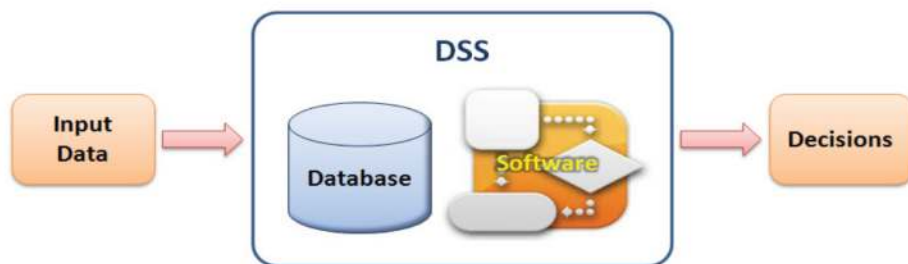 DSS
Input
Data
Database
Software
Decisions